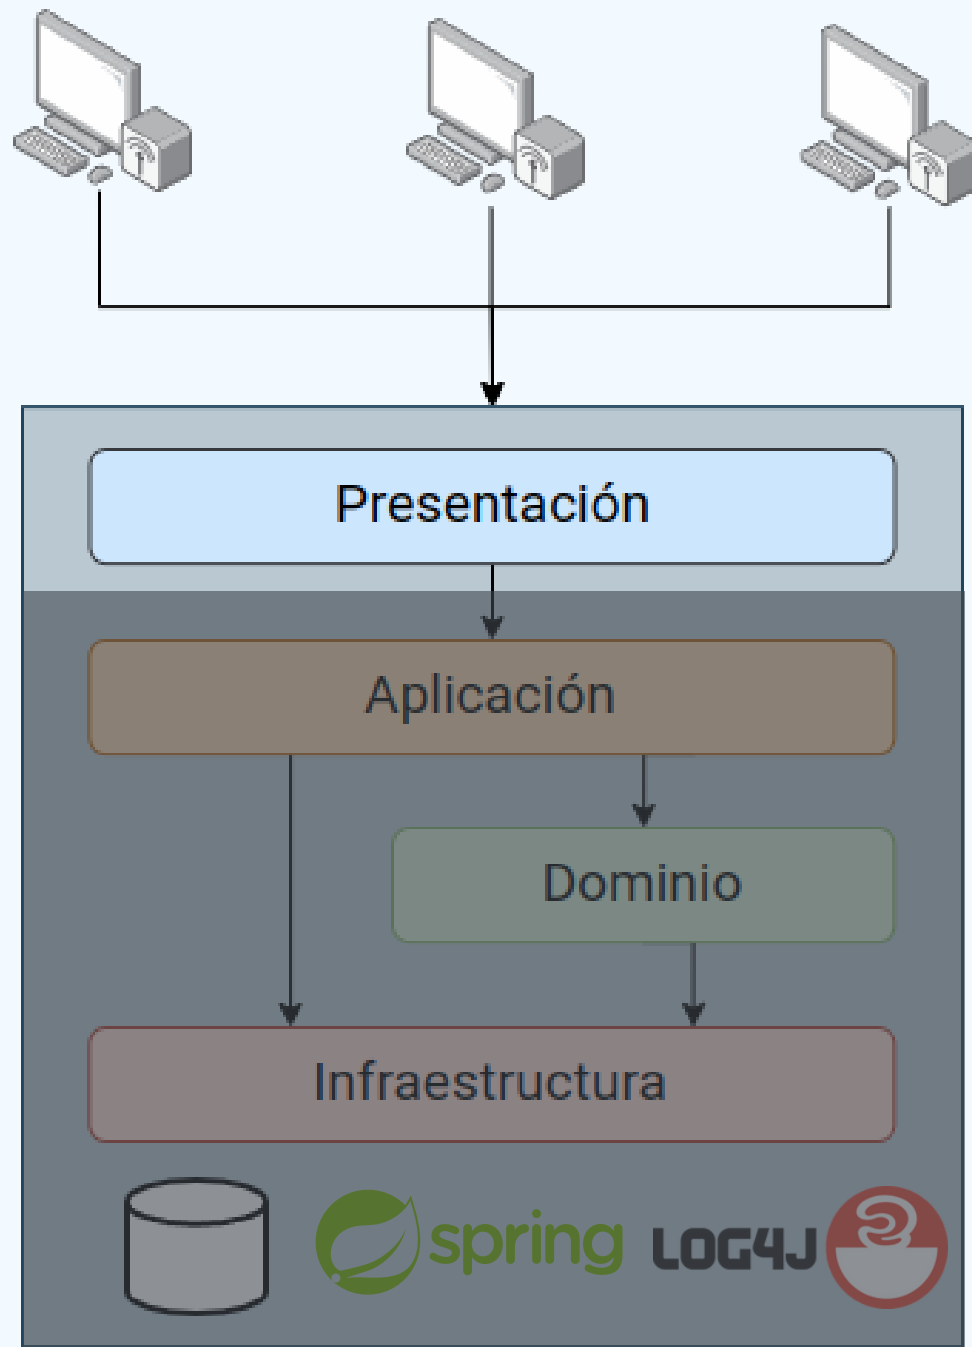 Presentación
Aplicación
Dominio
Infraestructura
spring
LOG4J